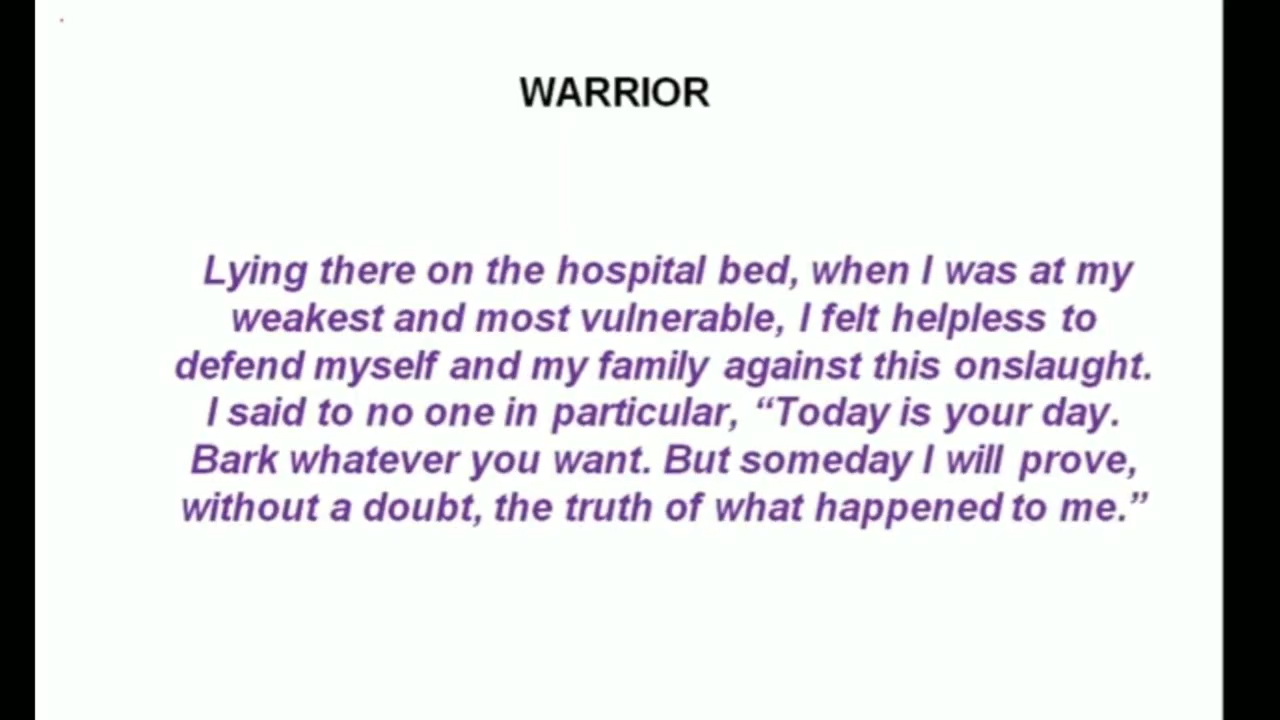 WARRIOR
Lying there on the hospital bed, when I was at my
weakest and most vulnerable, I felt helpless to
defend myself and my family against this onslaught.
I said to no one in particular, “Today is your day.
Bark whatever you want. But someday I will prove,
without a doubt, the truth of what happened to me.”